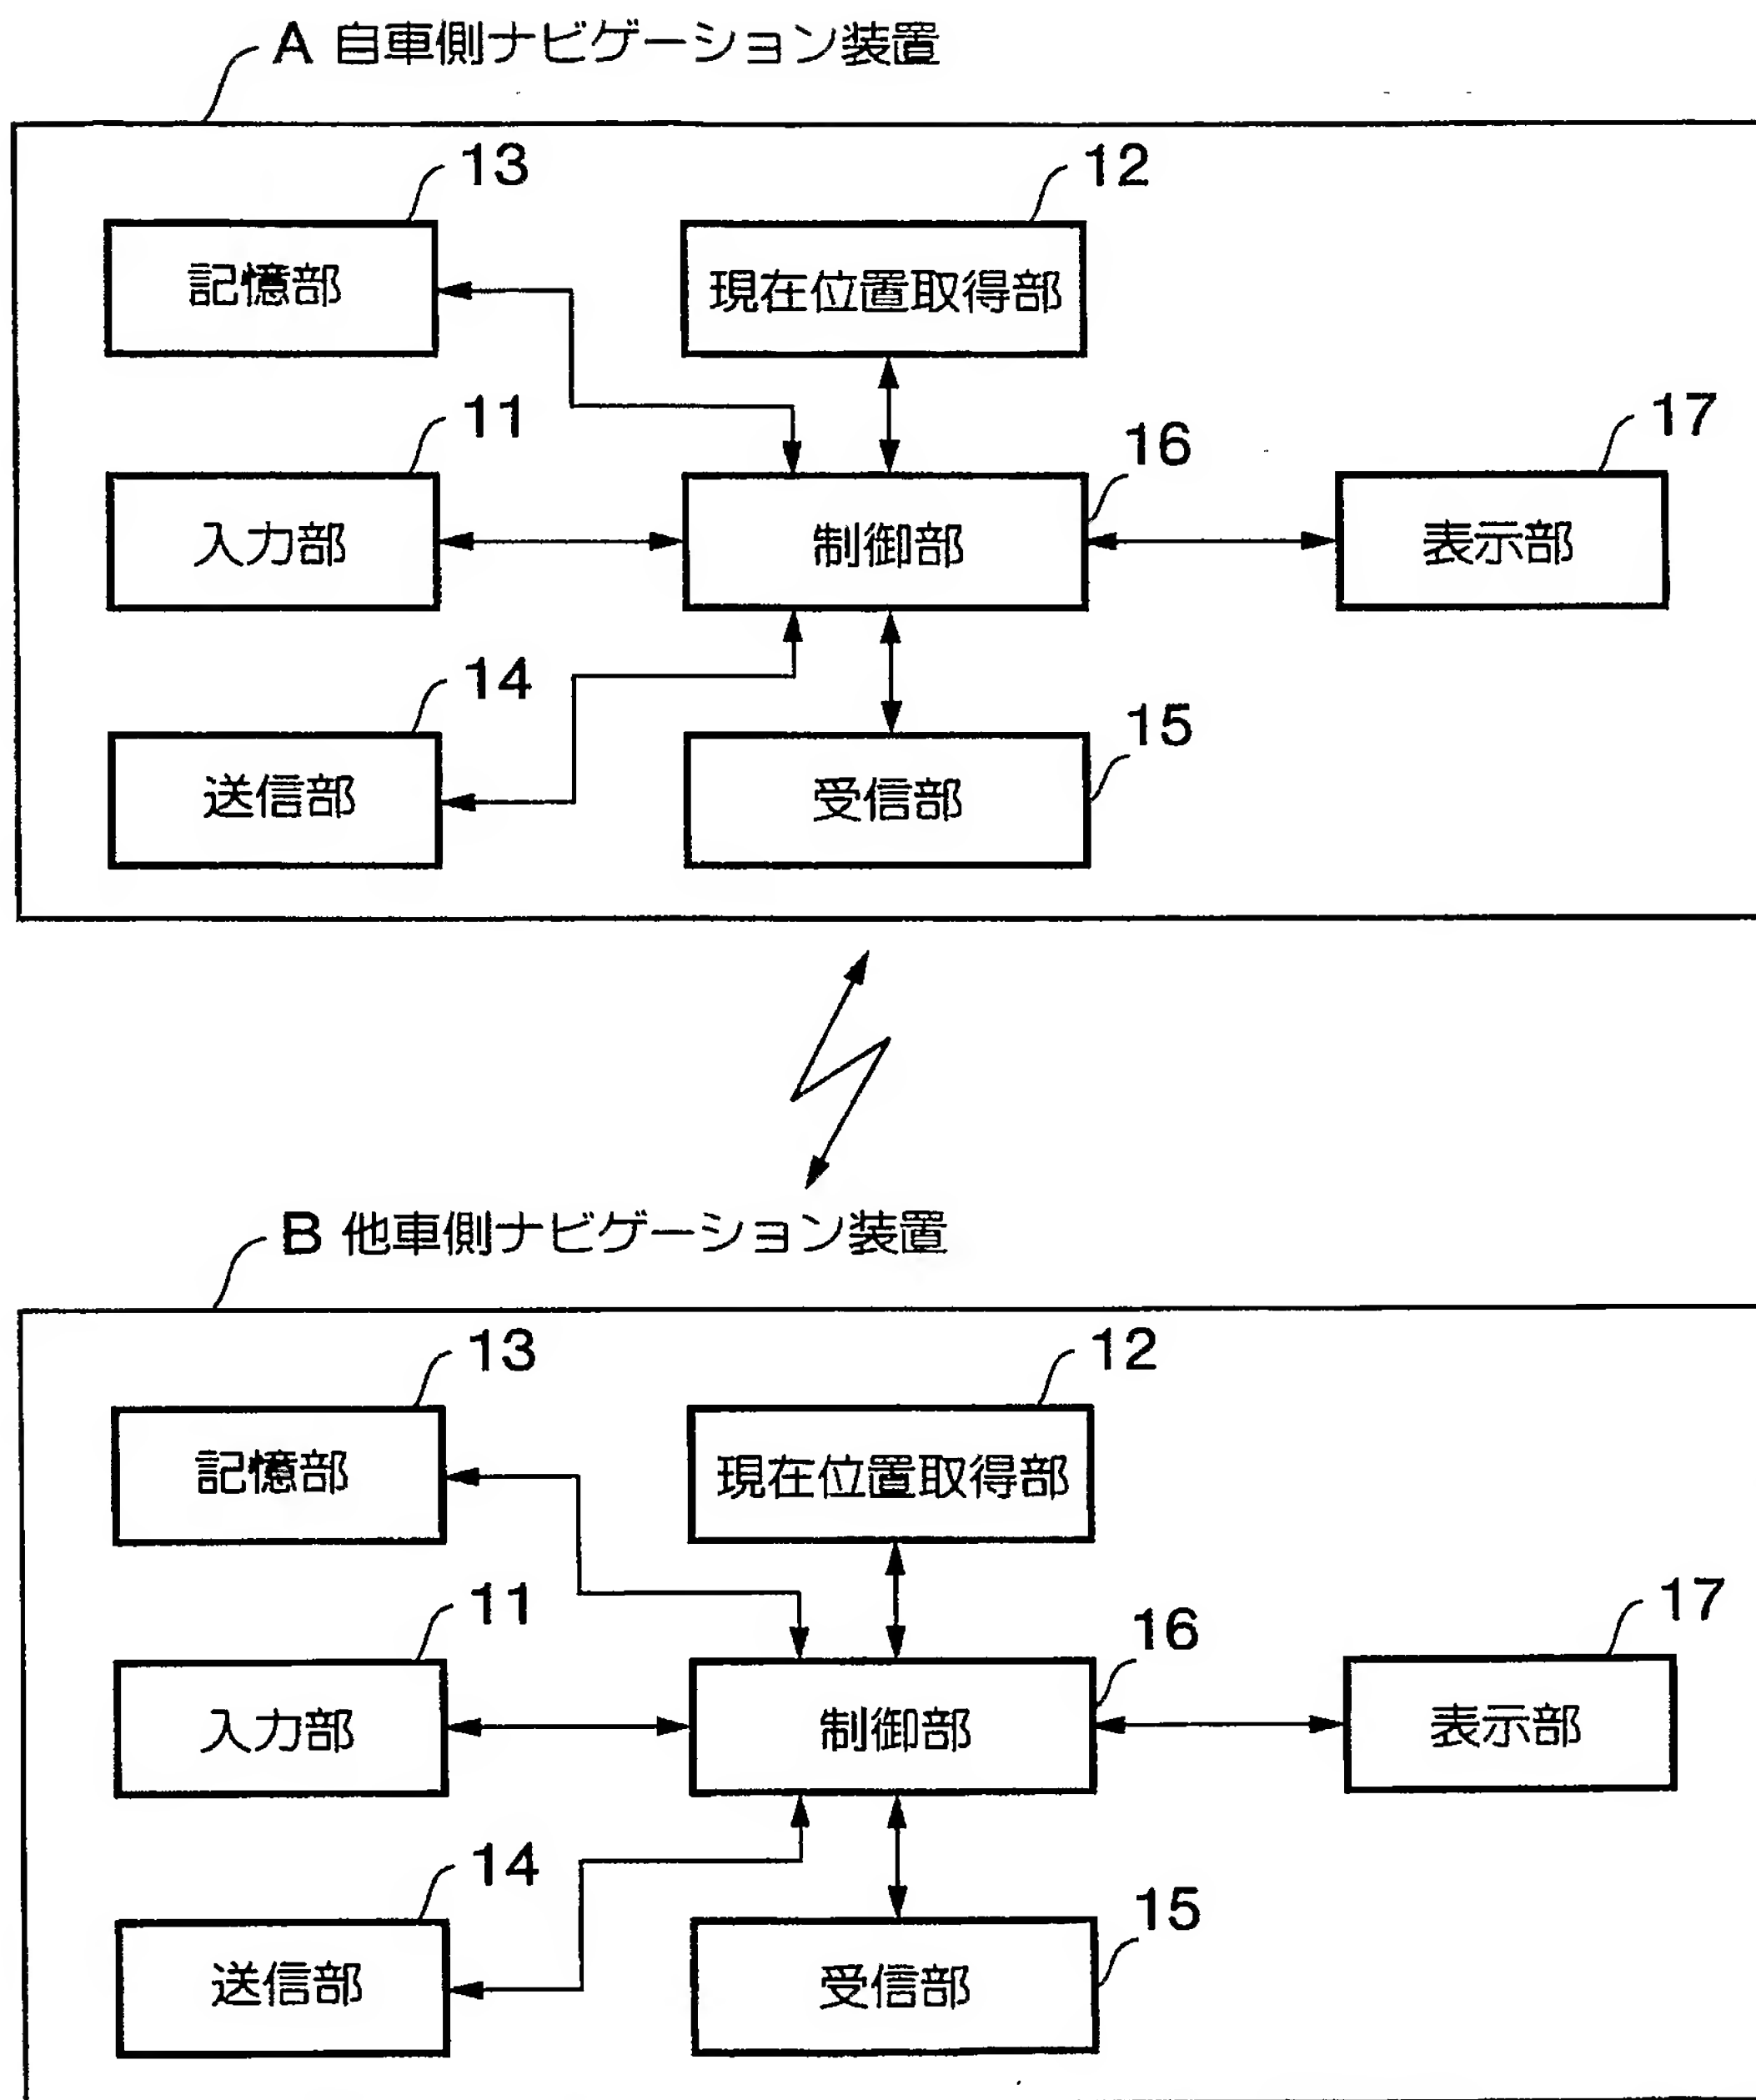 A 自車側ナビゲーション装置
13
12
記憶部
現在位置取得部
11
16
17
入力部
制御部
表示部
14
15
送信部
受信部
B 他車側ナビゲーション装置
13
12
記憶部
現在位置取得部
11
16
17
入力部
制御部
表示部
14
15
送信部
受信部